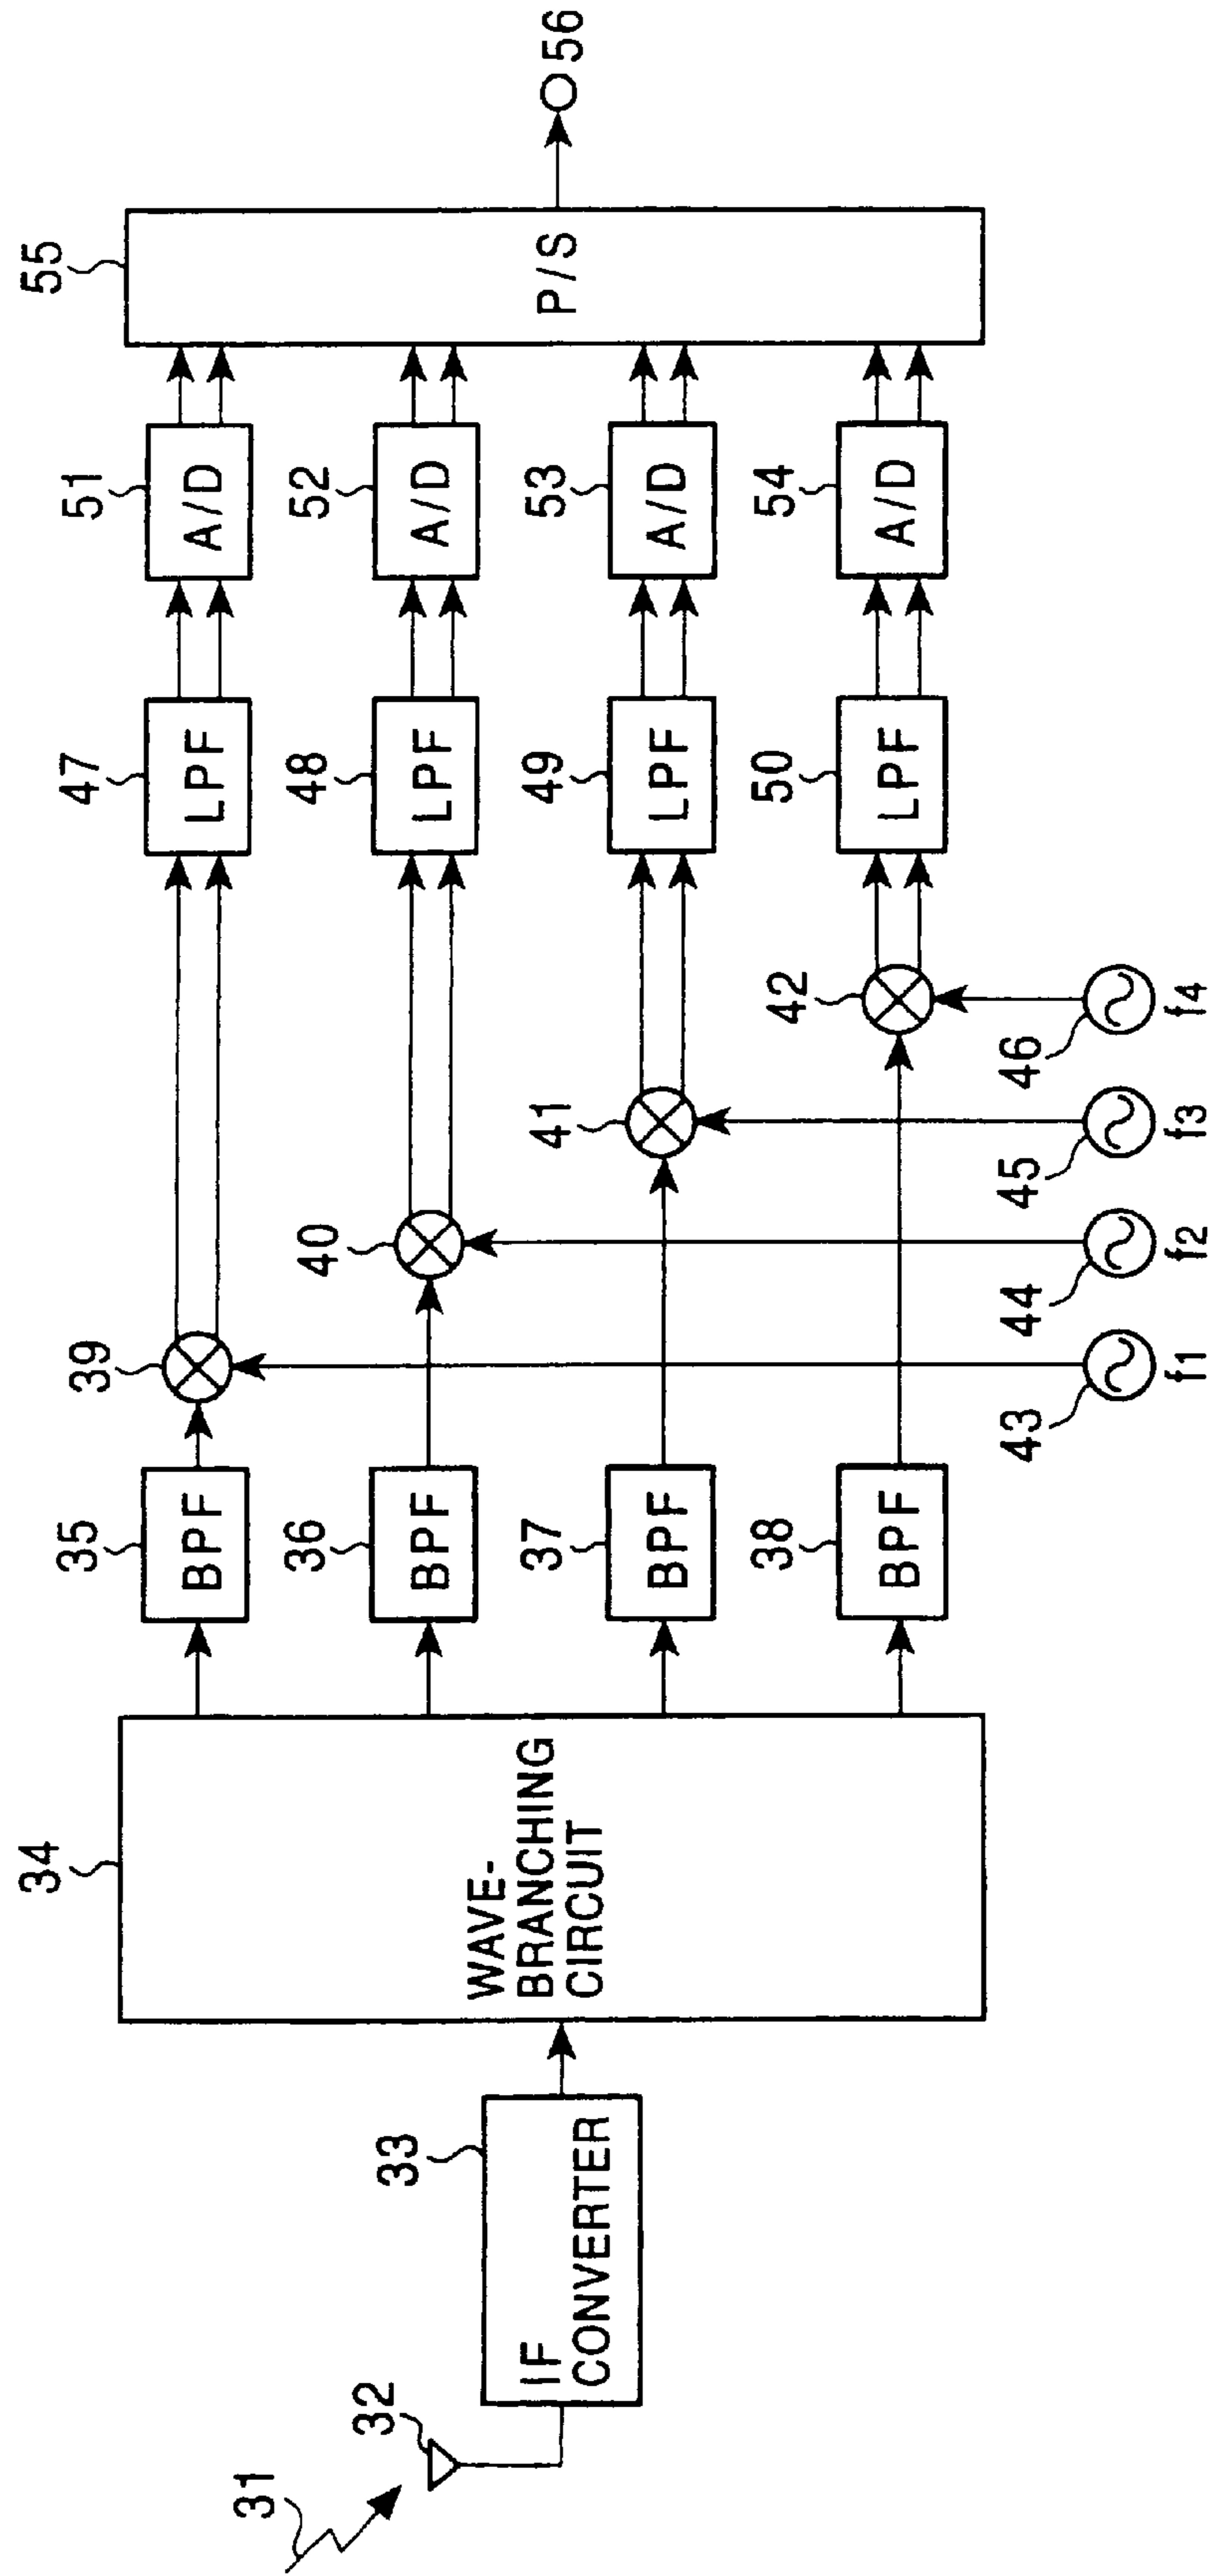 31
32
33
IF
CONVERTER
34
WAVE-
BRANCHING
CIRCUIT
35
BPF
36
BPF
37
BPF
38
BPF
39
40
41
42
43
f1
44
f2
45
f3
46
f4
47
LPF
48
LPF
49
LPF
50
LPF
51
A/D
52
A/D
53
A/D
54
A/D
55
P/S
56